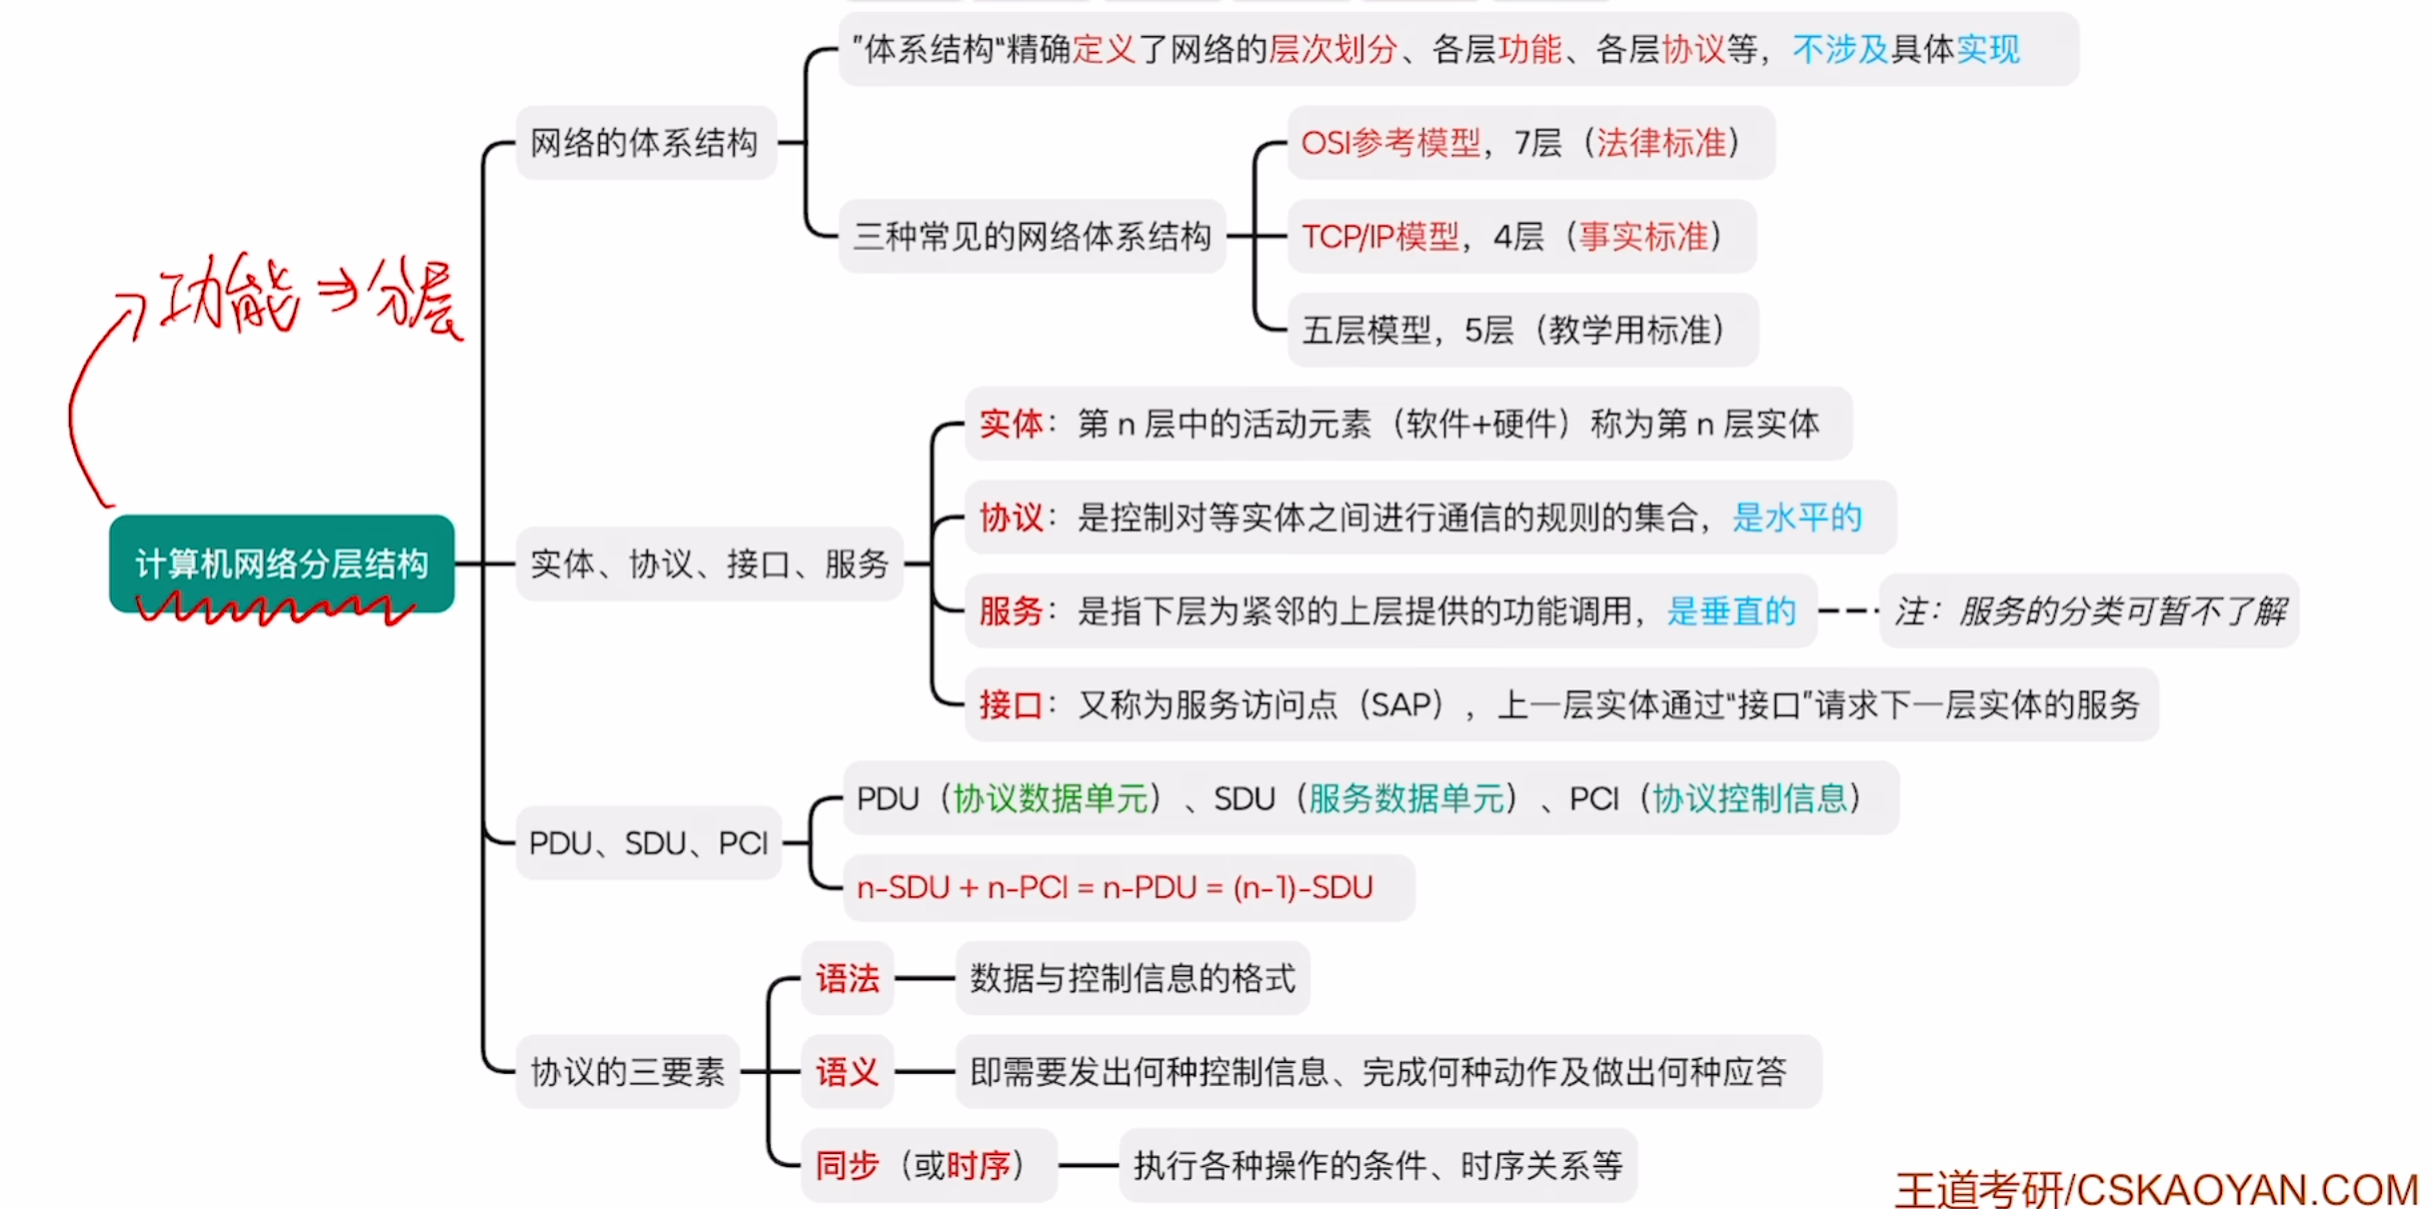 "体系结构“精确定义了网络的层次划分、各层功能、各层协议等，不涉及具体实现
网络的体系结构
OSI参考模型，7层（法律标准）
三种常见的网络体系结构
TCP/IP模型，4层（事实标准）
五层模型，5层（教学用标准）
功能⇒分层
计算机网络分层结构
实体、协议、接口、服务
实体：第 n 层中的活动元素（软件+硬件）称为第 n 层实体
协议：是控制对等实体之间进行通信的规则的集合，是水平的
服务：是指下层为紧邻的上层提供的功能调用，是垂直的
注：服务的分类可暂不了解
接口：又称为服务访问点（SAP），上一层实体通过“接口”请求下一层实体的服务
PDU、SDU、PCI
PDU（协议数据单元）、SDU（服务数据单元）、PCI（协议控制信息）
n-SDU + n-PCI = n-PDU = (n-1)-SDU
协议的三要素
语法
数据与控制信息的格式
语义
即需要发出何种控制信息、完成何种动作及做出何种应答
同步（或时序）
执行各种操作的条件、时序关系等
王道考研/CSKAOYAN.COM